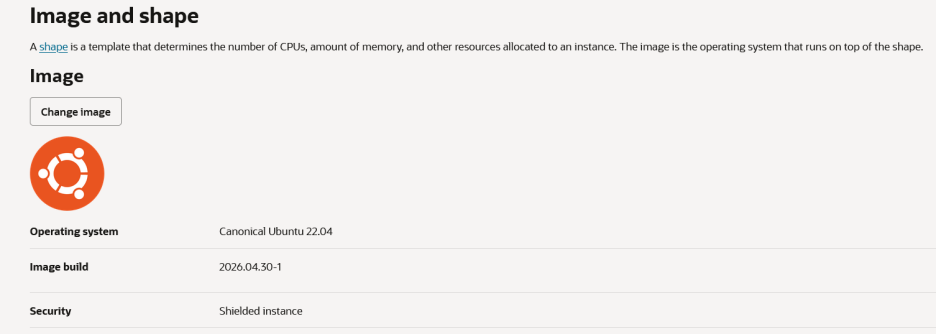 Image and shape
A shape is a template that determines the number of CPUs, amount of memory, and other resources allocated to an instance. The image is the operating system that runs on top of the shape.
Image
Change image
Operating system Canonical Ubuntu 22.04
Image build 2026.04.30-1
Security Shielded instance